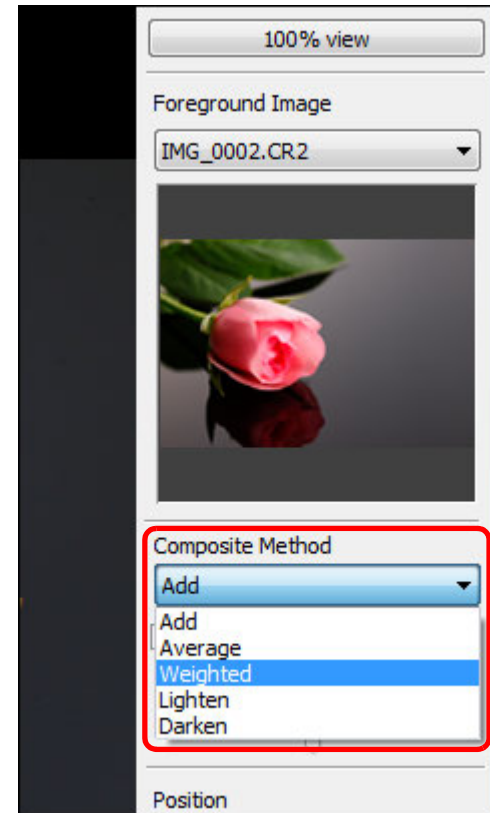 100% view
Foreground Image
IMG_0002.CR2
Composite Method
Add
Add
Average
Weighted
Lighten
Darken
Position